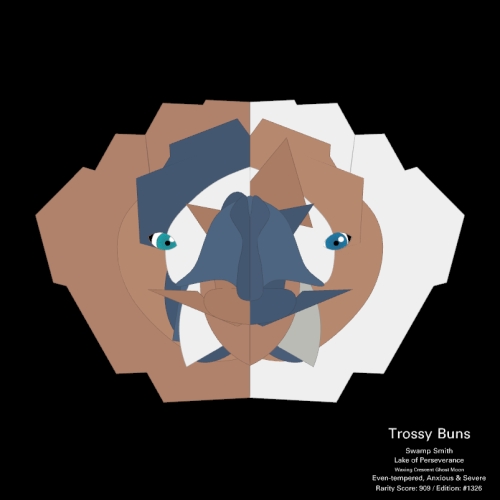 Trossy Buns
Swamp Smith
Lake of Perseverance
Waxing Crescent Ghost Moon
Even-tempered, Anxious & Severe
Rarity Score: 909 / Edition: #1326